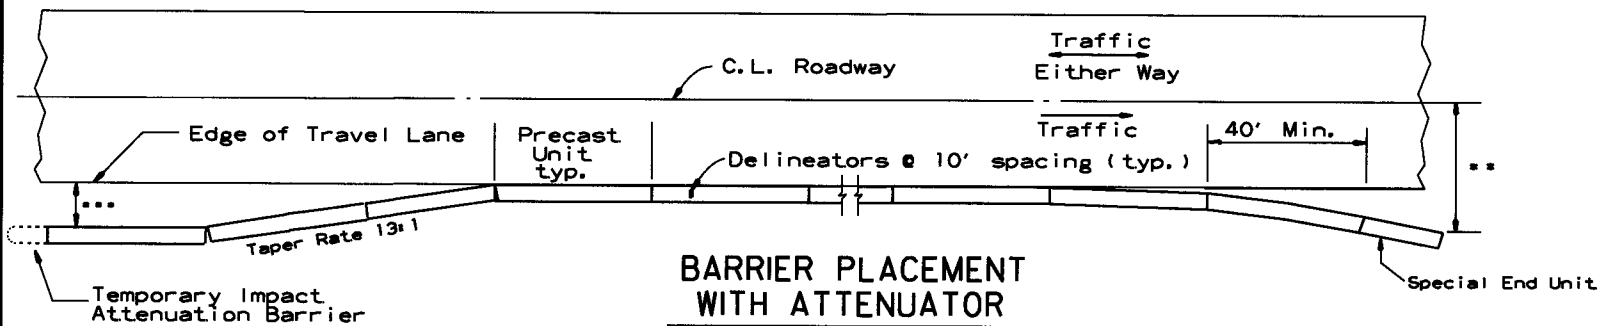 Traffic
C.L. Roadway
Either Way
Edge of Travel Lane
Precast
Unit
typ.
Traffic
40' Min.
Delineators @ 10' spacing (typ.)
**
***
Taper Rate 13:1
BARRIER PLACEMENT
WITH ATTENUATOR
Special End Unit
Temporary Impact
Attenuation Barrier